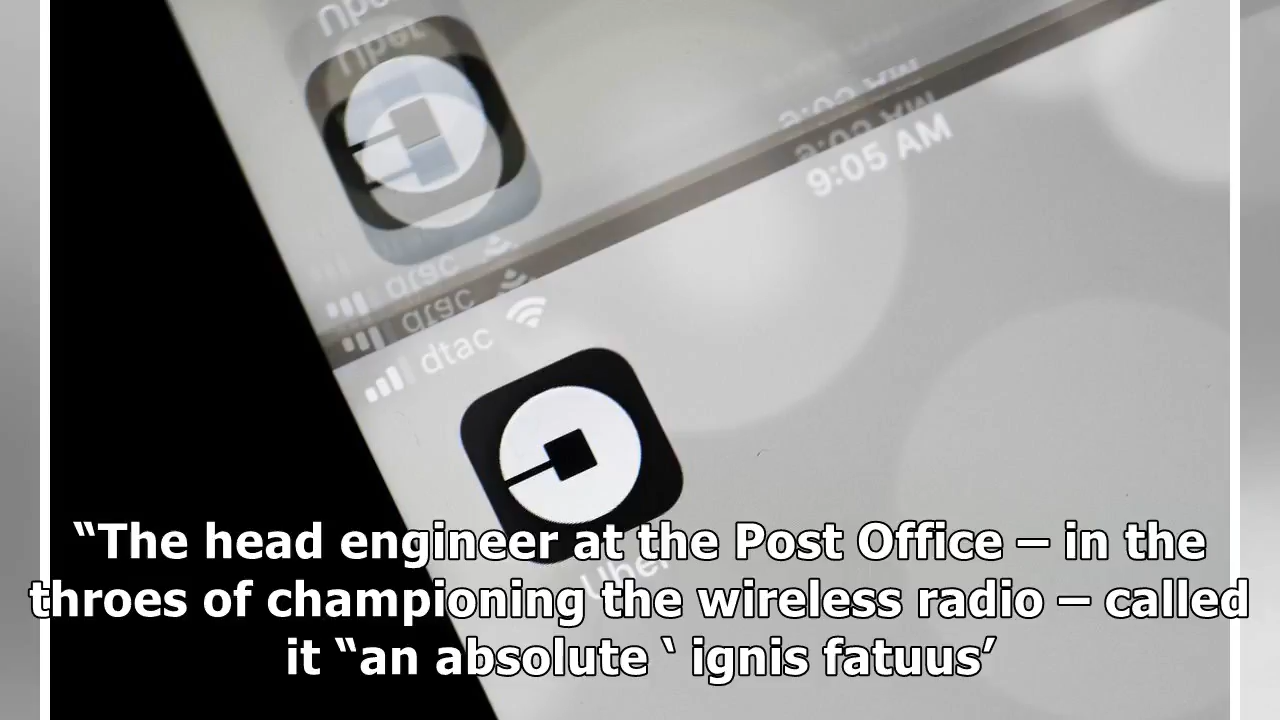 9:05 AM
dtac
Uber
“The head engineer at the Post Office – in the
throes of championing the wireless radio – called
it “an absolute ‘ ignis fatuus’